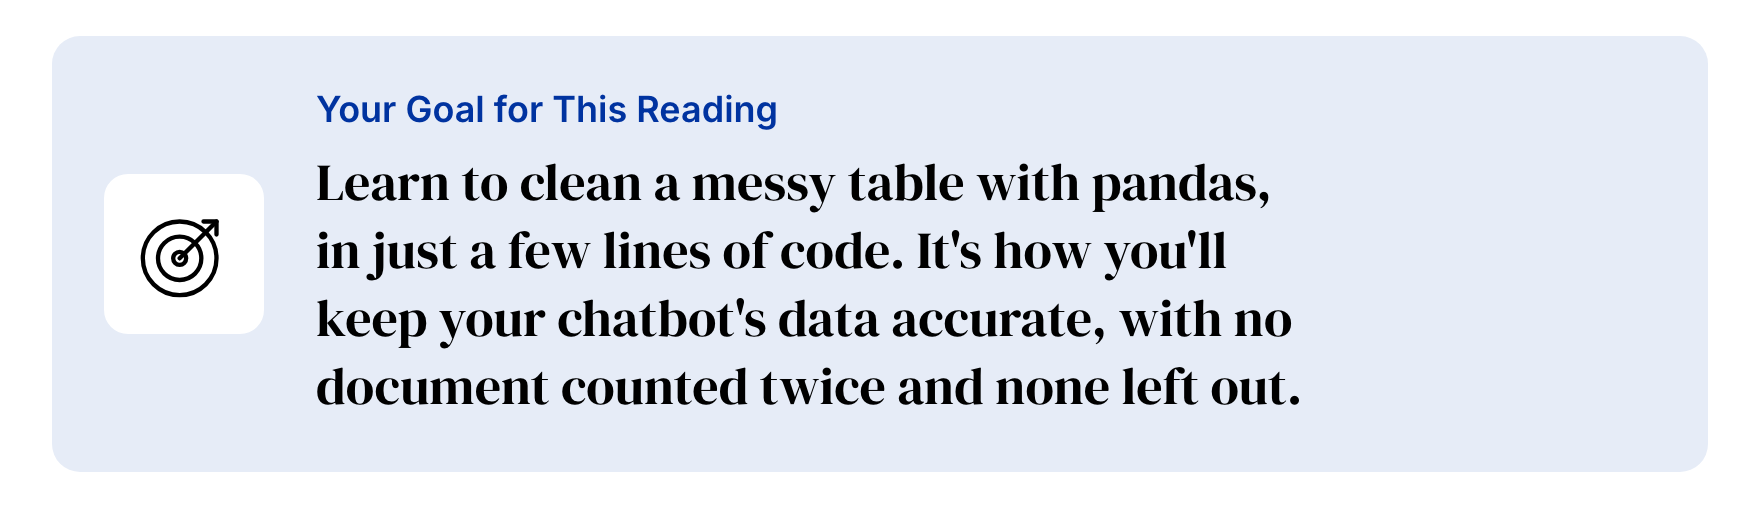 Your Goal for This Reading
Learn to clean a messy table with pandas,
in just a few lines of code. It's how you'll
keep your chatbot's data accurate, with no
document counted twice and none left out.